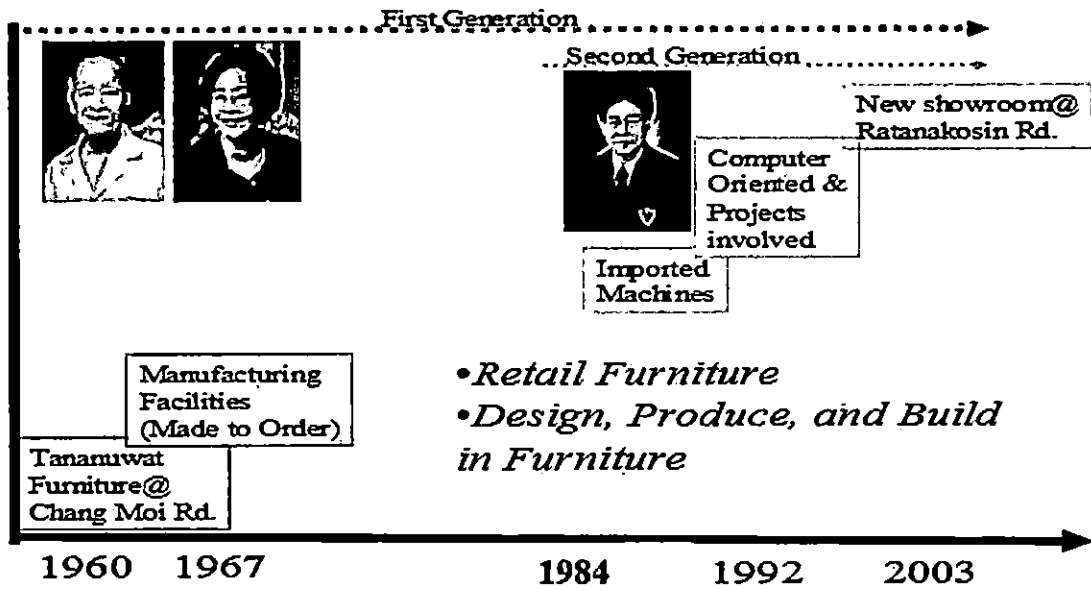 First Generation
Second Generation
New showroom@
Ratanakosin Rd.
Computer
Oriented &
Projects
involved
Imported
Machines
Manufacturing
Facilities
(Made to Order)
Tananuwat
Furniture@
Chang Moi Rd.
•Retail Furniture
•Design, Produce, and Build
in Furniture
1960 1967 1984 1992 2003